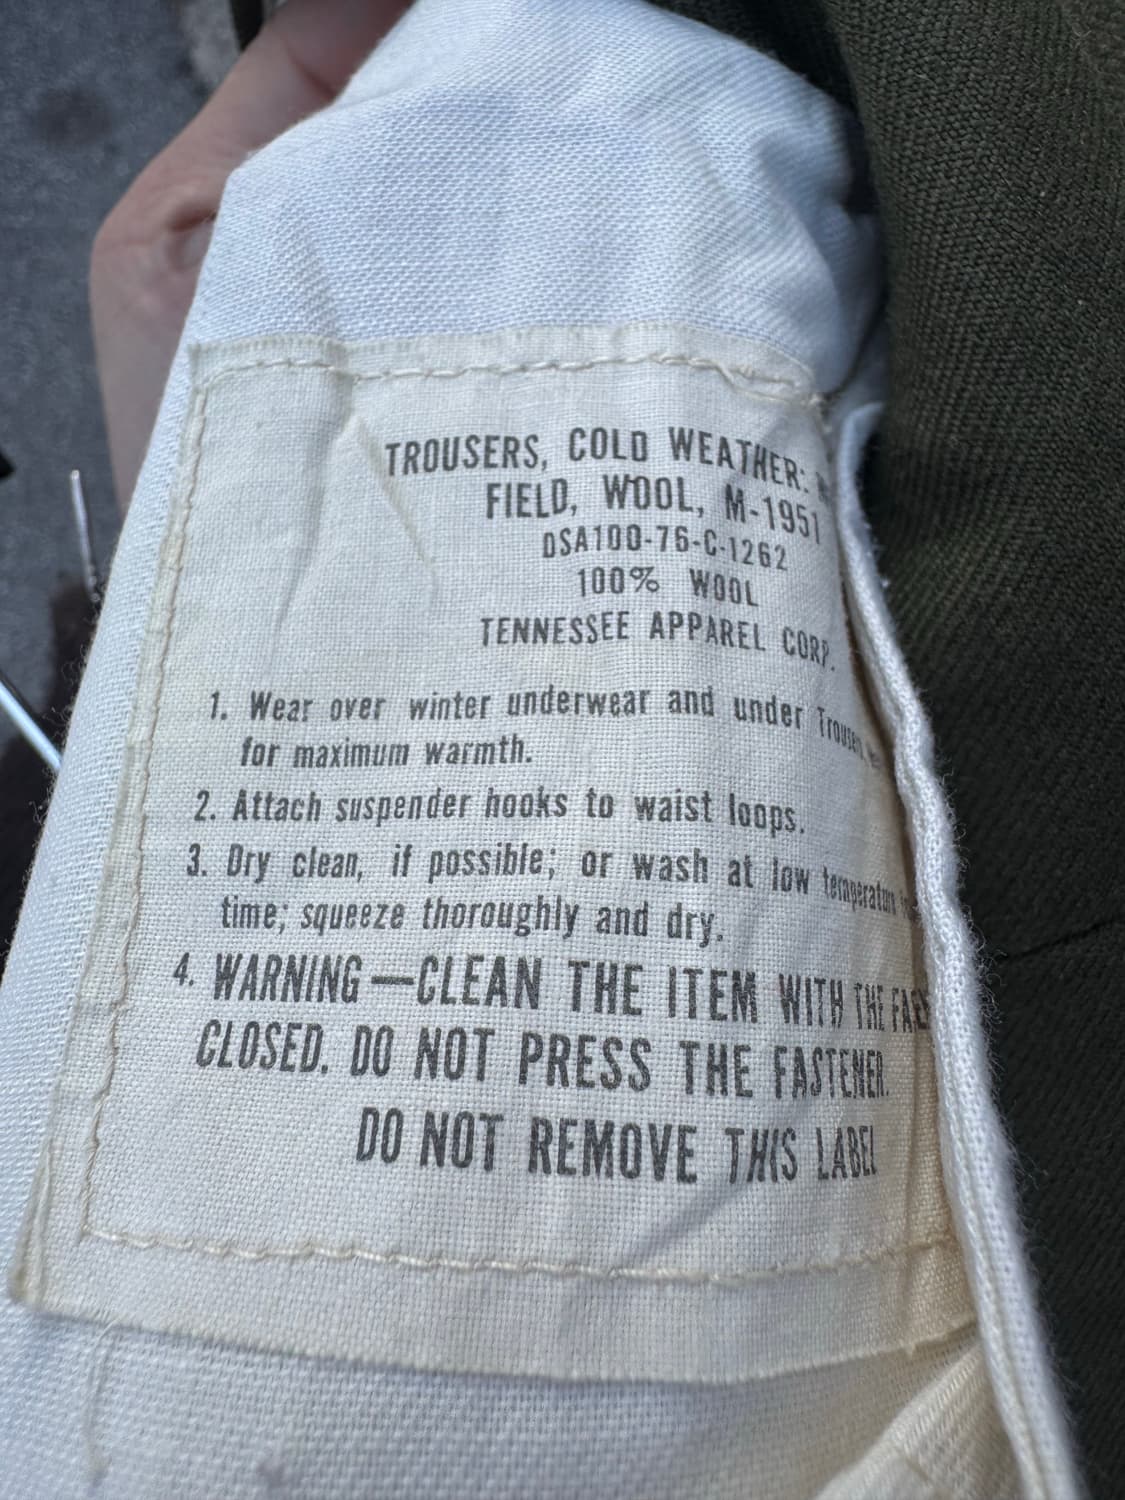 TROUSERS, COLD WEATHER:
FIELD, WOOL, M-1951
DSA100-76-C-1262
100% WOOL
TENNESSEE APPAREL CORP.
1. Wear over winter underwear and under
for maximum warmth.
2. Attach suspender hooks to waist loops.
3. Dry clean, if possible; or wash at low temperature
time; squeeze thoroughly and dry.
4. WARNING—CLEAN THE ITEM WITH THE
CLOSED. DO NOT PRESS THE FASTENER.
DO NOT REMOVE THIS LABEL